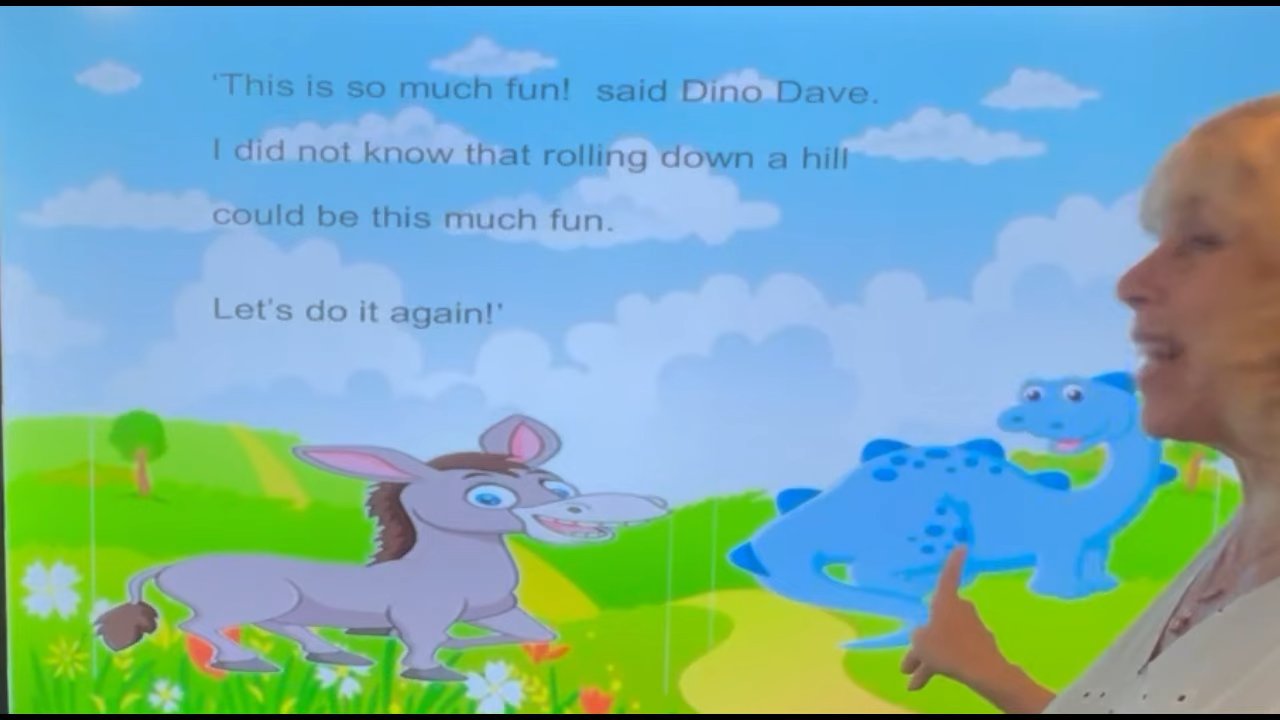 'This is so much fun!  said Dino Dave.
I did not know that rolling down a hill
could be this much fun.
Let's do it again!'